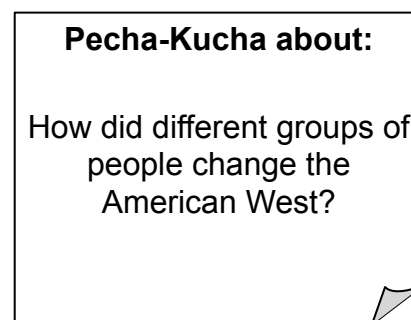 Pecha-Kucha about:
How did different groups of
people change the
American West?